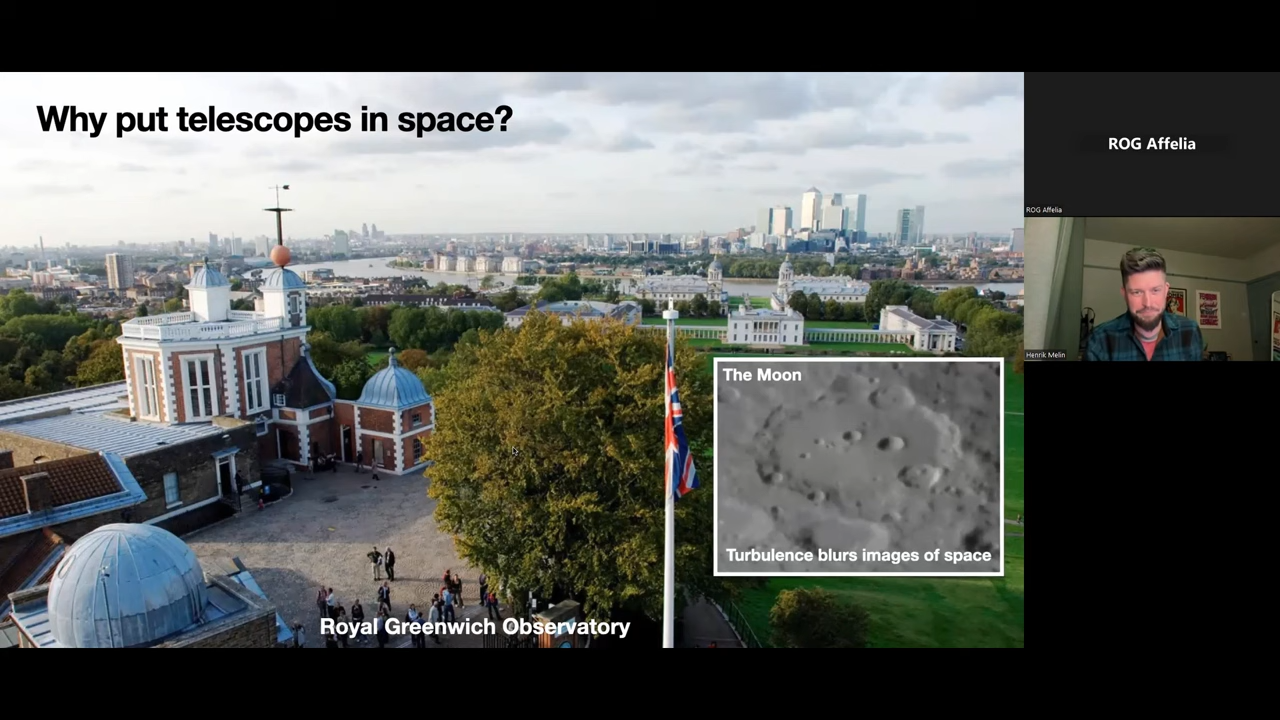 Why put telescopes in space?
ROG Affelia
ROG Affelia
Henrik Melin
The Moon
Turbulence blurs images of space
Royal Greenwich Observatory